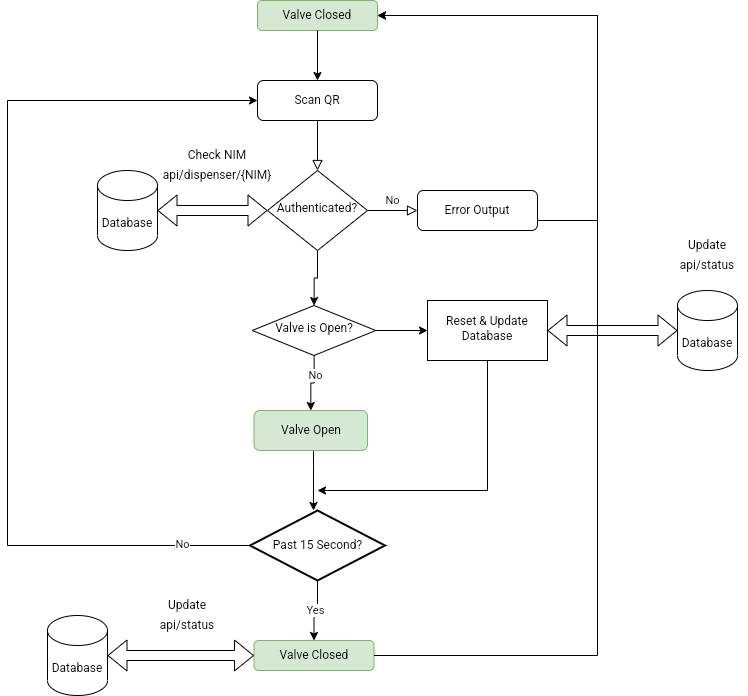 Valve Closed
Scan QR
Check NIM
api/dispenser/{NIM}
Database
Authenticated?
No
Error Output
Update
api/status
Database
Valve is Open?
Reset & Update
Database
No
Valve Open
Past 15 Second?
No
Yes
Update
api/status
Database
Valve Closed